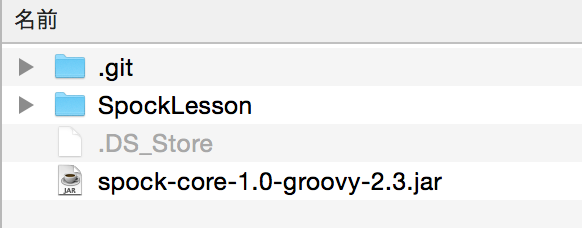 名前
.git
SpockLesson
.DS_Store
JAR
spock-core-1.0-groovy-2.3.jar